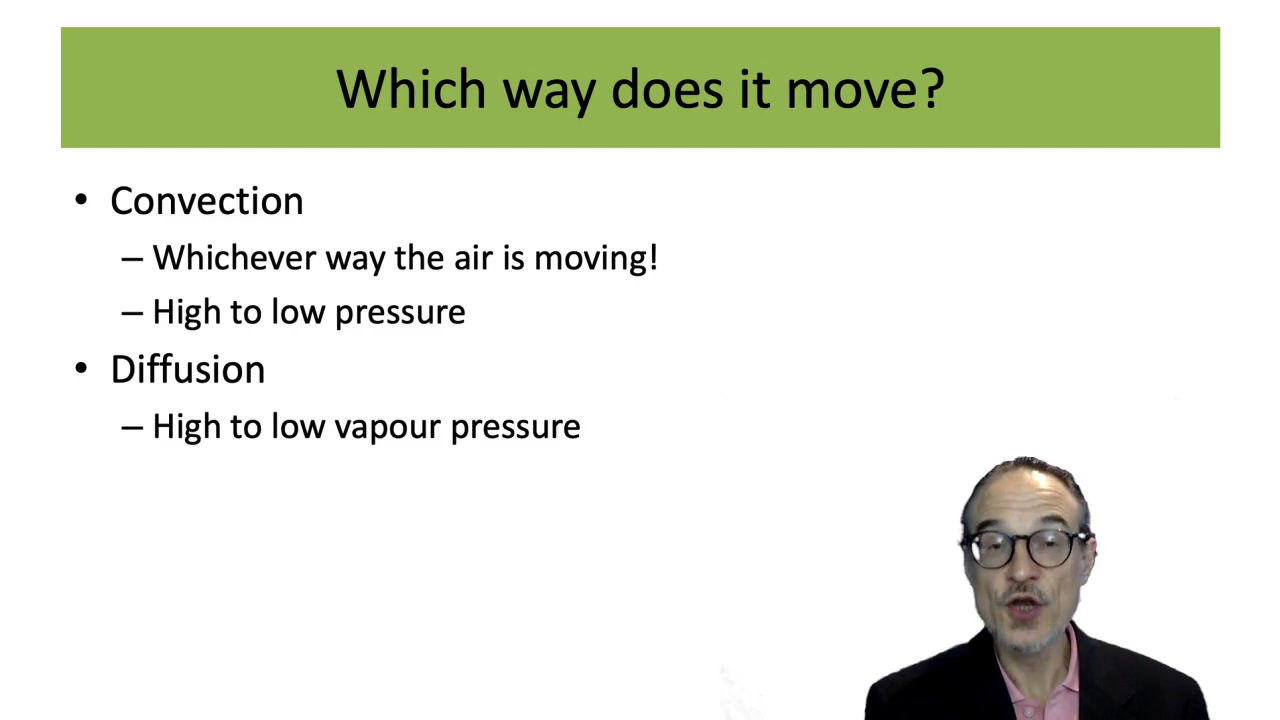 Which way does it move?
• Convection
– Whichever way the air is moving!
– High to low pressure
• Diffusion
– High to low vapour pressure